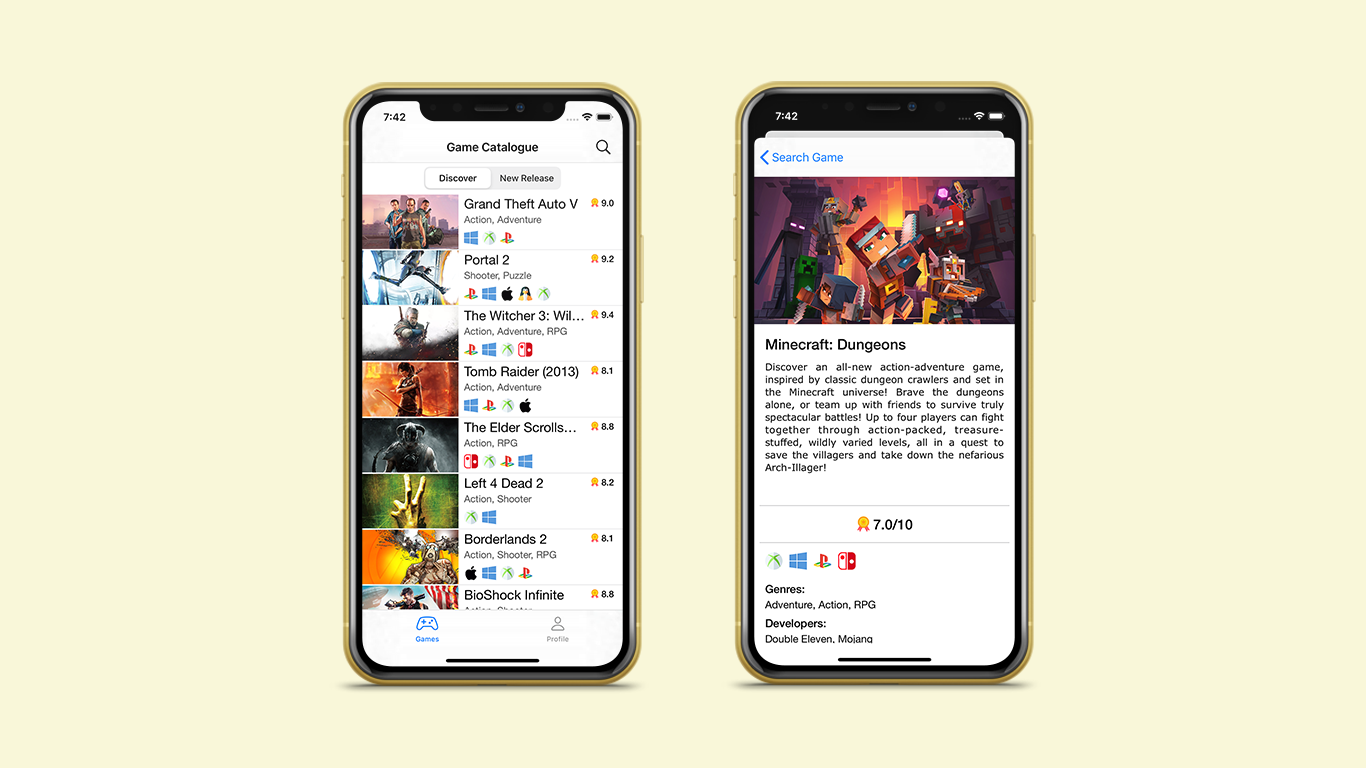 7:42
Game Catalogue
Discover
New Release
Grand Theft Auto V
9.0
Action, Adventure
Portal 2
9.2
Shooter, Puzzle
The Witcher 3: Wil...
9.4
Action, Adventure, RPG
Tomb Raider (2013)
8.1
Action, Adventure
The Elder Scrolls...
8.8
Action, RPG
Left 4 Dead 2
8.2
Action, Shooter
Borderlands 2
8.1
Action, Shooter, RPG
BioShock Infinite
8.8
Action, Shooter
Games
Profile
7:42
Search Game
Minecraft: Dungeons
Discover an all-new action-adventure game,
inspired by classic dungeon crawlers and set in
the Minecraft universe! Brave the dungeons
alone, or team up with friends to survive truly
spectacular battles! Up to four players can fight
together through action-packed, treasure-
stuffed, wildly varied levels, all in a quest to
save the villagers and take down the nefarious
Arch-Illager!
7.0/10
Genres:
Adventure, Action, RPG
Developers:
Double Eleven, Mojang